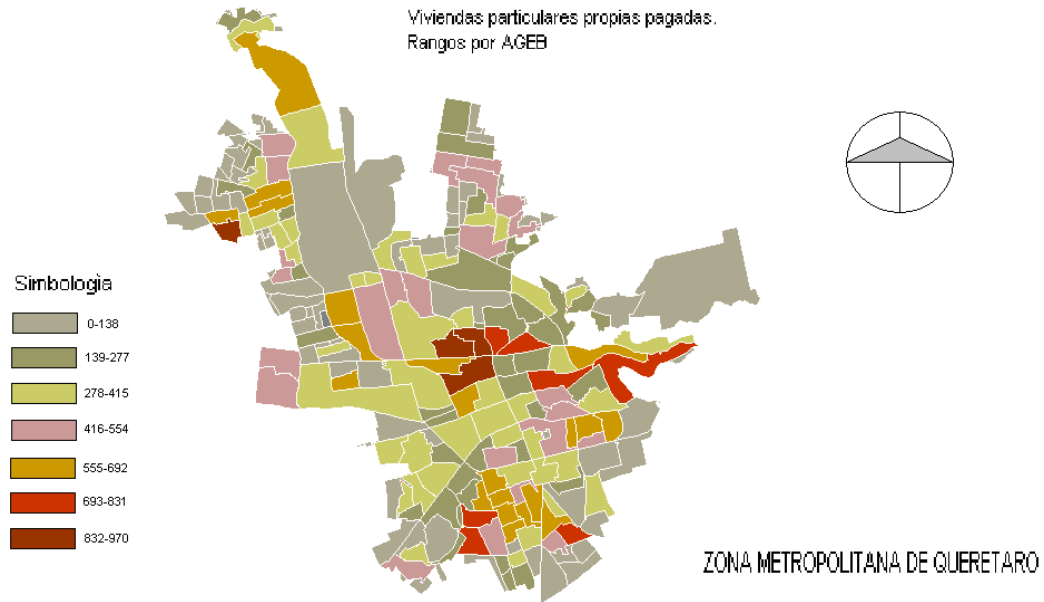 Viviendas particulares propias pagadas.
Rangos por AGEB
Simbologìa
0-138
139-277
278-415
416-554
555-692
693-831
832-970
ZONA METROPOLITANA DE QUERETARO